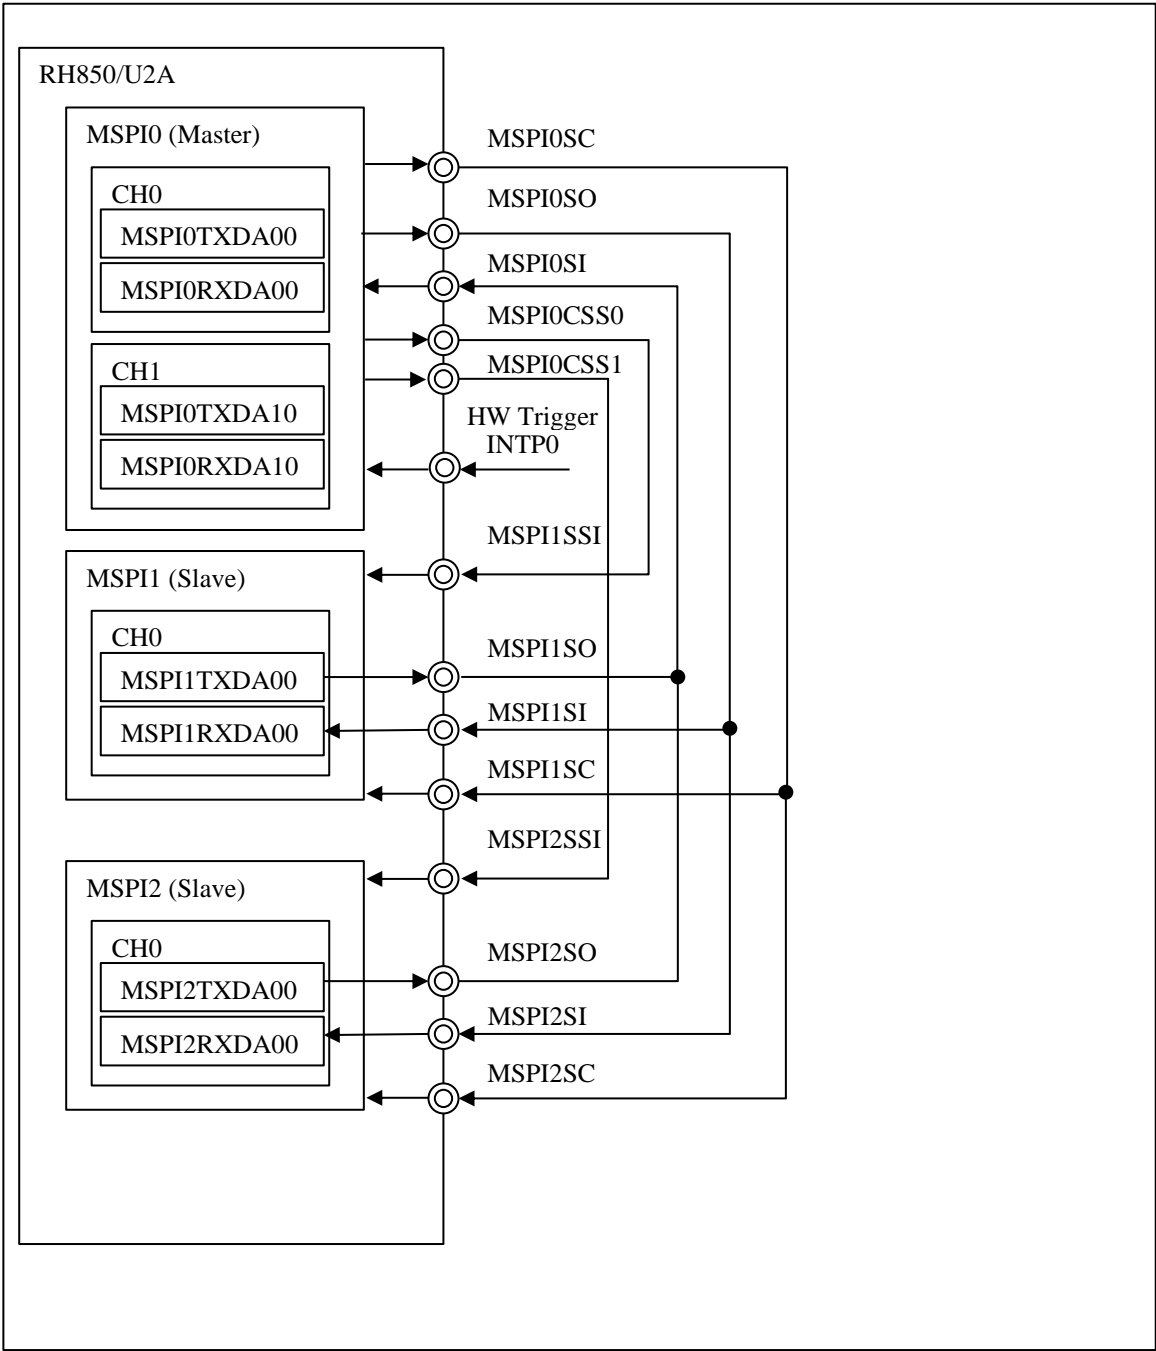 RH850/U2A
MSPI0 (Master)
MSPI0SC
CH0
MSPI0SO
MSPI0TXDA00
MSPI0SI
MSPI0RXDA00
MSPI0CSS0
MSPI0CSS1
CH1
MSPI0TXDA10
HW Trigger
INTP0
MSPI0RXDA10
MSPI1SSI
MSPI1 (Slave)
CH0
MSPI1SO
MSPI1TXDA00
MSPI1SI
MSPI1RXDA00
MSPI1SC
MSPI2SSI
MSPI2 (Slave)
CH0
MSPI2SO
MSPI2TXDA00
MSPI2SI
MSPI2RXDA00
MSPI2SC